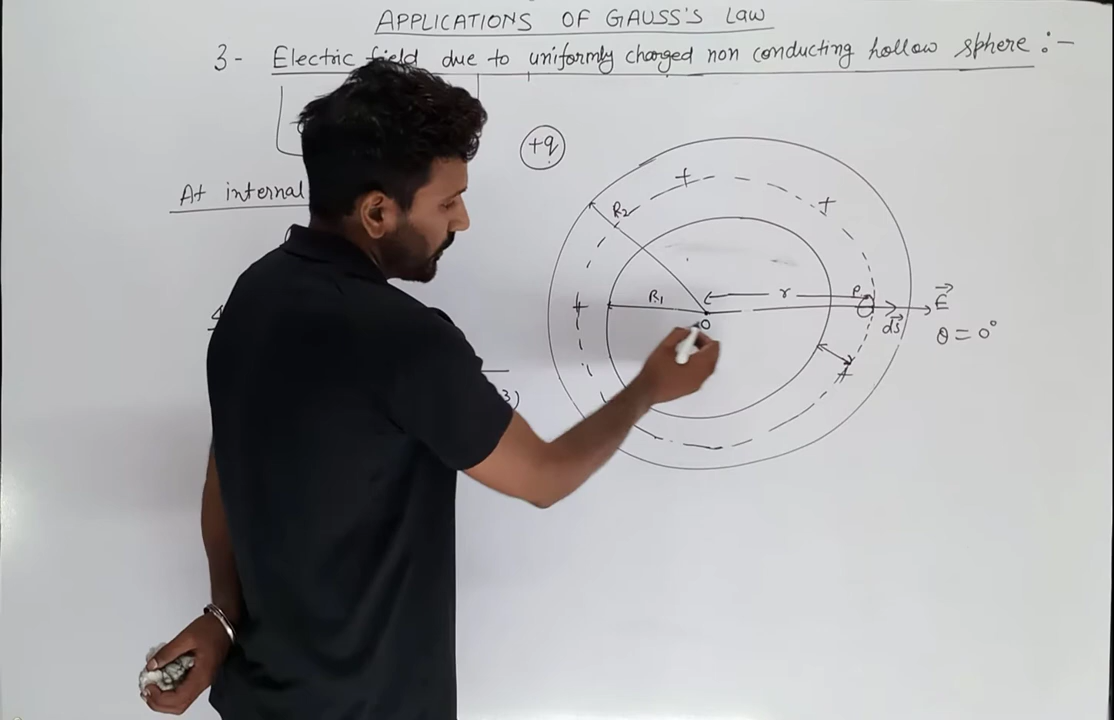 APPLICATIONS OF GAUSS'S LAW
3- Electric field due to uniformly charged non conducting hollow sphere :-
+q
At internal
+
+
R2
R1
r
P
+
E⃗
ds⃗
θ = 0°
O
+
3)